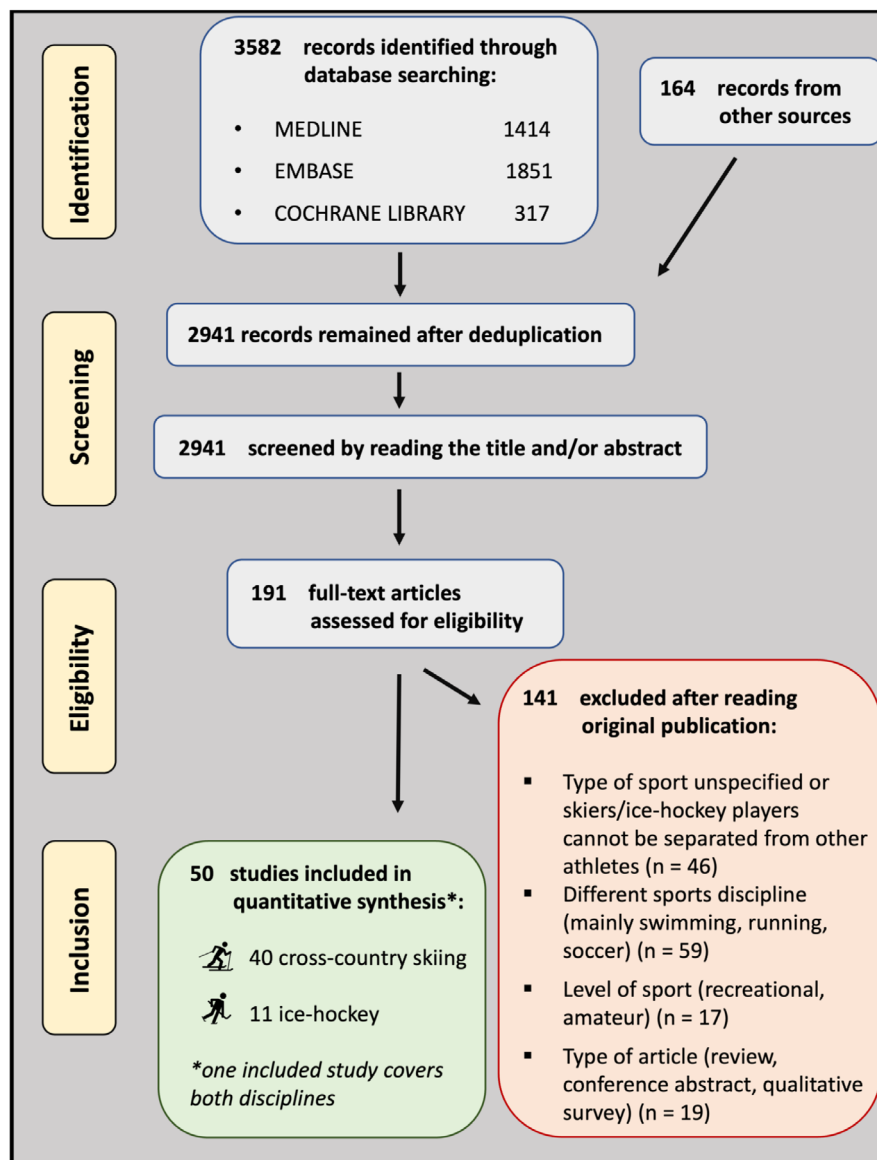 Identification
3582 records identified through
database searching:
• MEDLINE 1414
• EMBASE 1851
• COCHRANE LIBRARY 317
164 records from
other sources
Screening
2941 records remained after deduplication
2941 screened by reading the title and/or abstract
Eligibility
191 full-text articles
assessed for eligibility
141 excluded after reading
original publication:
▪ Type of sport unspecified or
skiers/ice-hockey players
cannot be separated from other
athletes (n = 46)
▪ Different sports discipline
(mainly swimming, running,
soccer) (n = 59)
▪ Level of sport (recreational,
amateur) (n = 17)
▪ Type of article (review,
conference abstract, qualitative
survey) (n = 19)
Inclusion
50 studies included in
quantitative synthesis*:
40 cross-country skiing
11 ice-hockey
*one included study covers
both disciplines